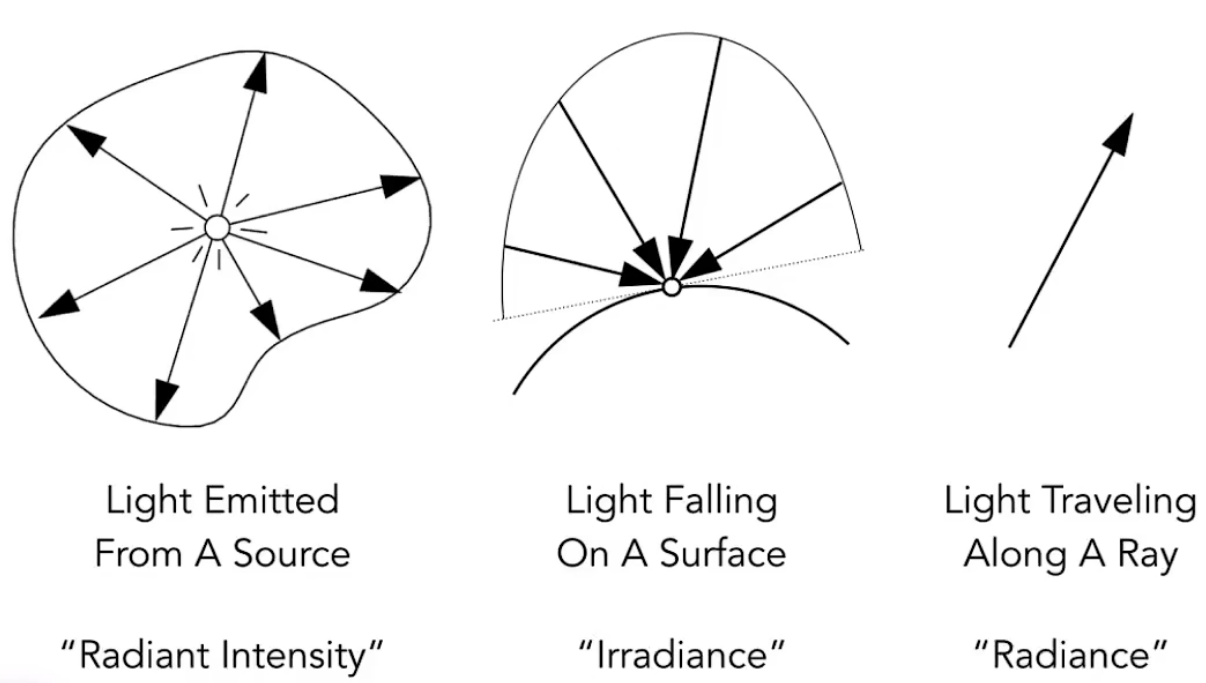 Light Emitted
From A Source
"Radiant Intensity"
Light Falling
On A Surface
"Irradiance"
Light Traveling
Along A Ray
"Radiance"